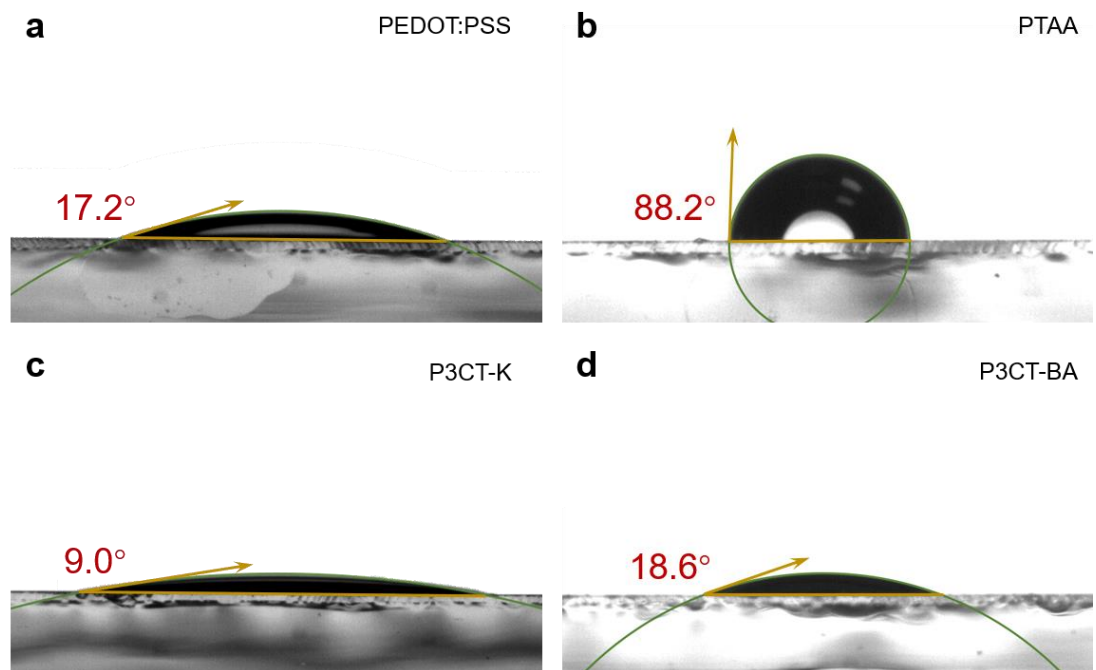 a
PEDOT:PSS
17.2°
b
PTAA
88.2°
c
P3CT-K
9.0°
d
P3CT-BA
18.6°